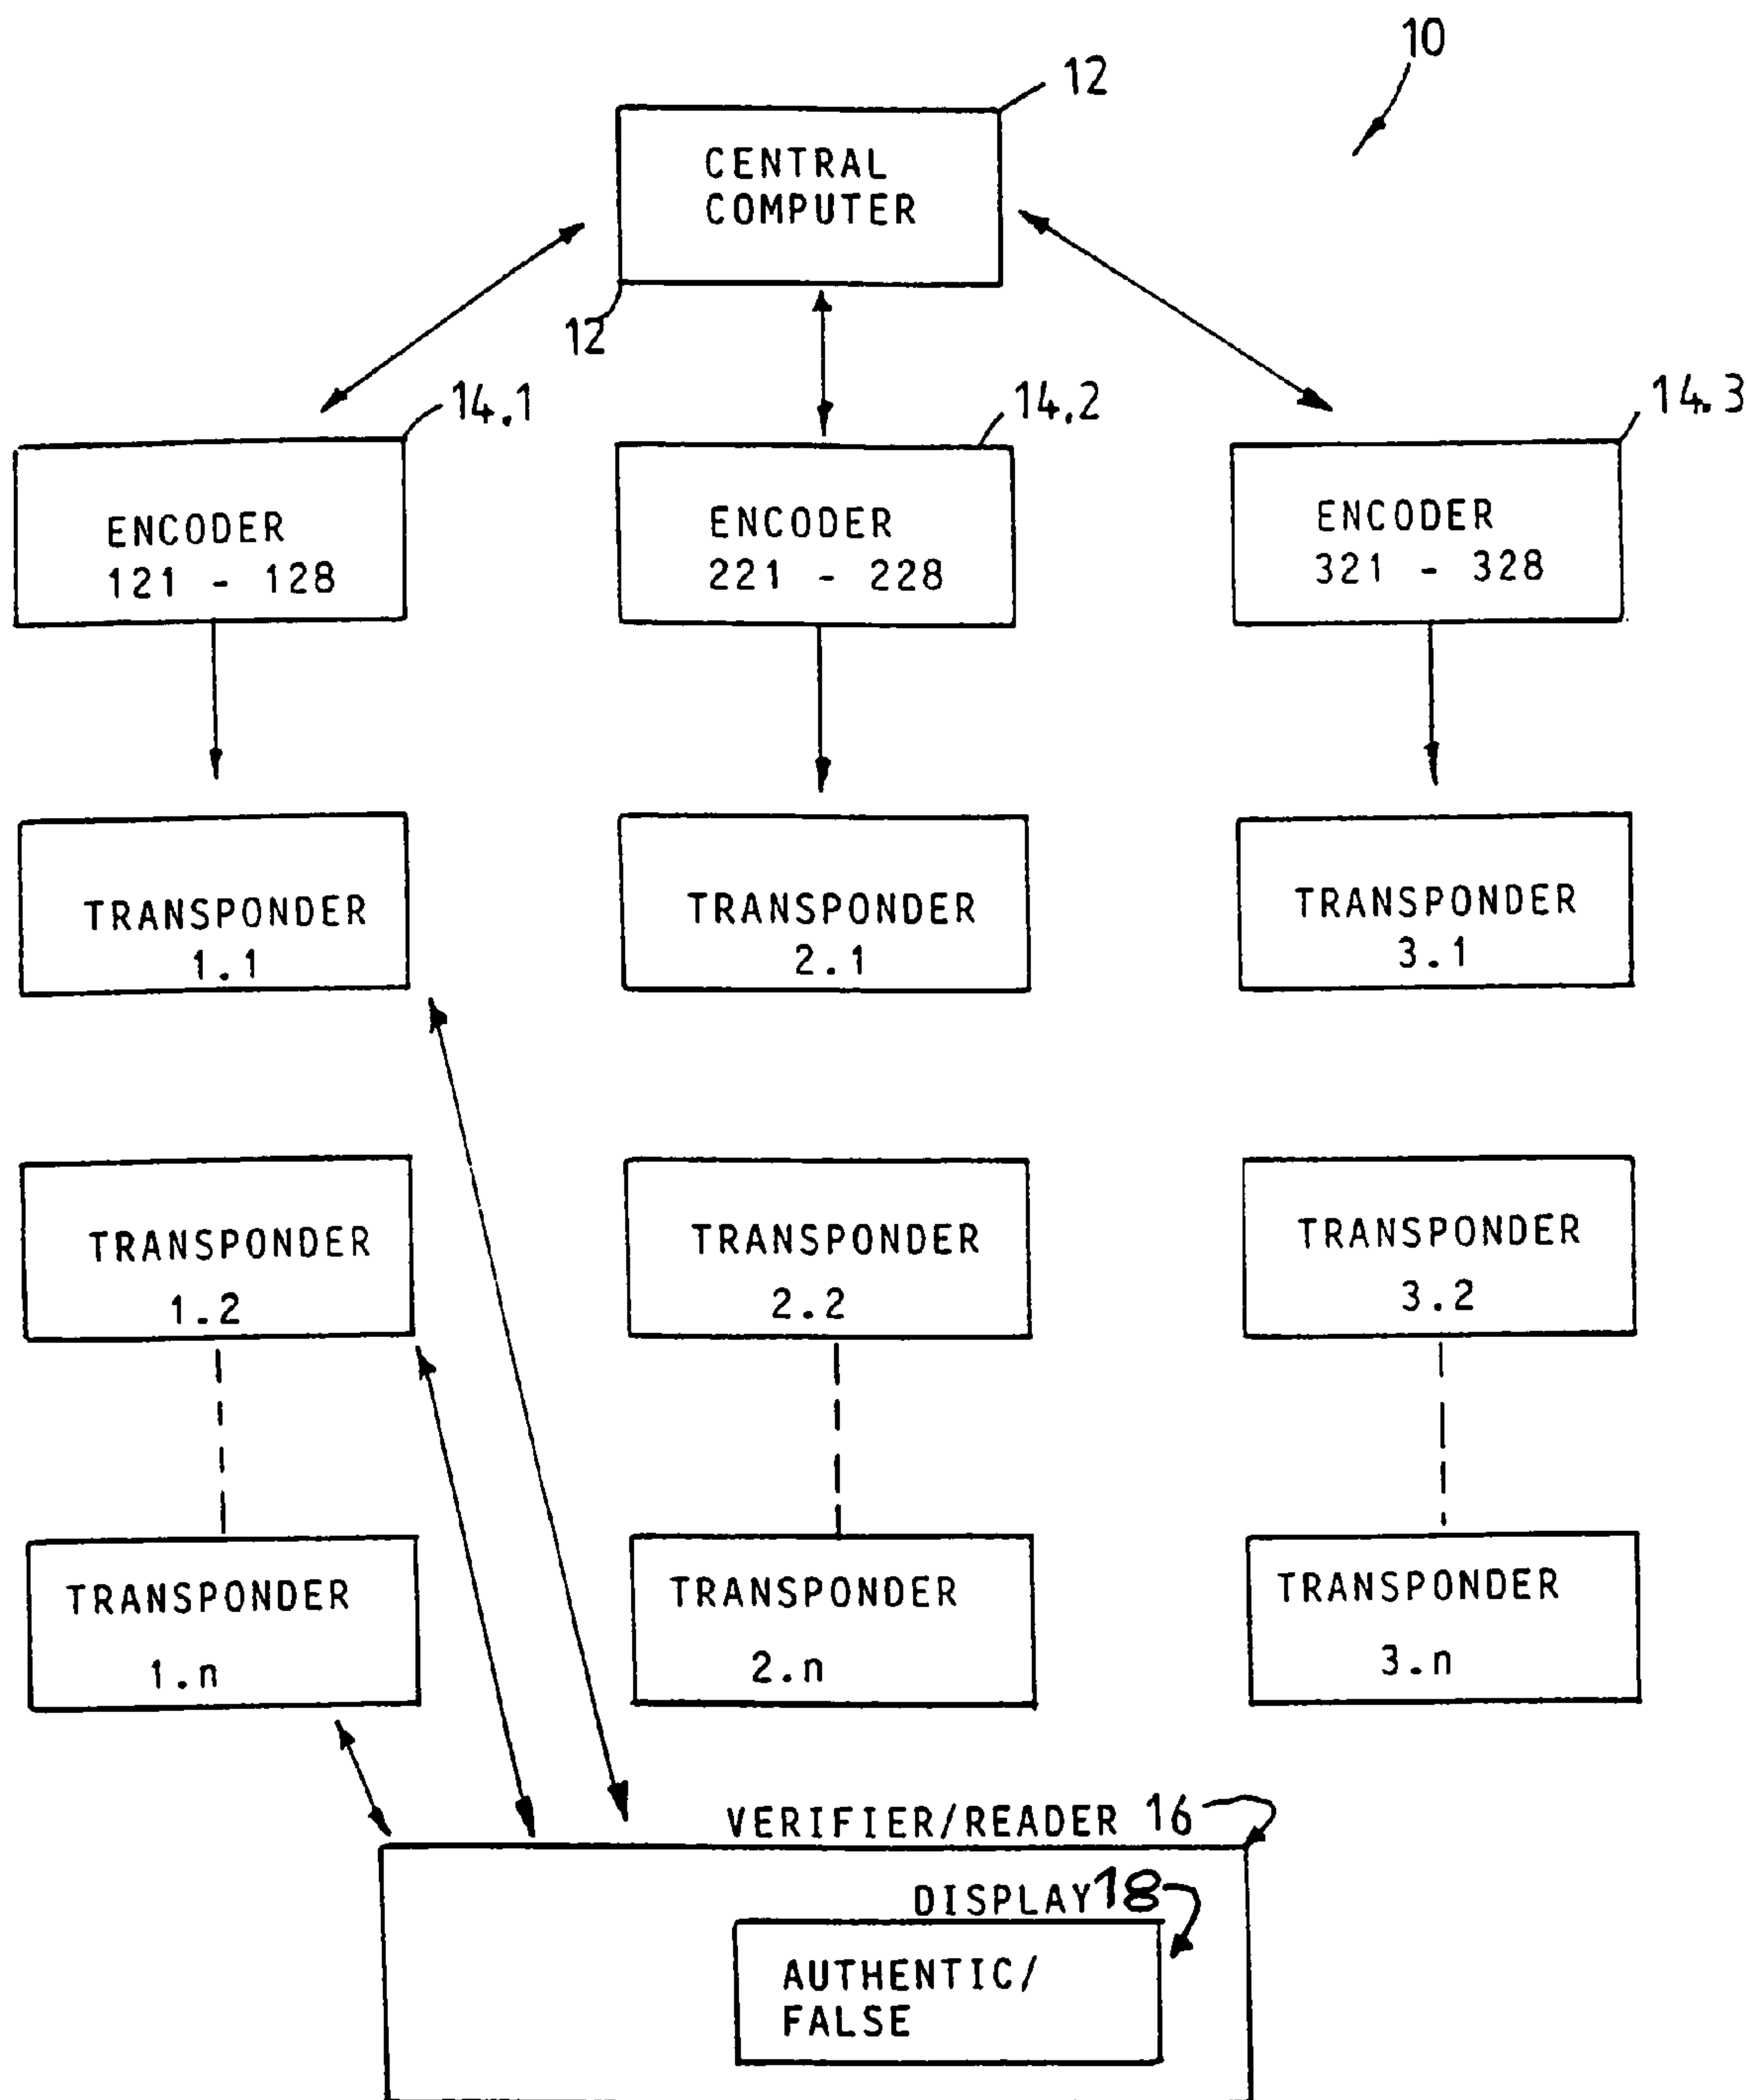 10
12
CENTRAL
COMPUTER
12
14.1
14.2
14.3
ENCODER
121 - 128
ENCODER
221 - 228
ENCODER
321 - 328
TRANSPONDER
1.1
TRANSPONDER
2.1
TRANSPONDER
3.1
TRANSPONDER
1.2
TRANSPONDER
2.2
TRANSPONDER
3.2
TRANSPONDER
1.n
TRANSPONDER
2.n
TRANSPONDER
3.n
VERIFIER/READER 16
DISPLAY 18
AUTHENTIC/
FALSE